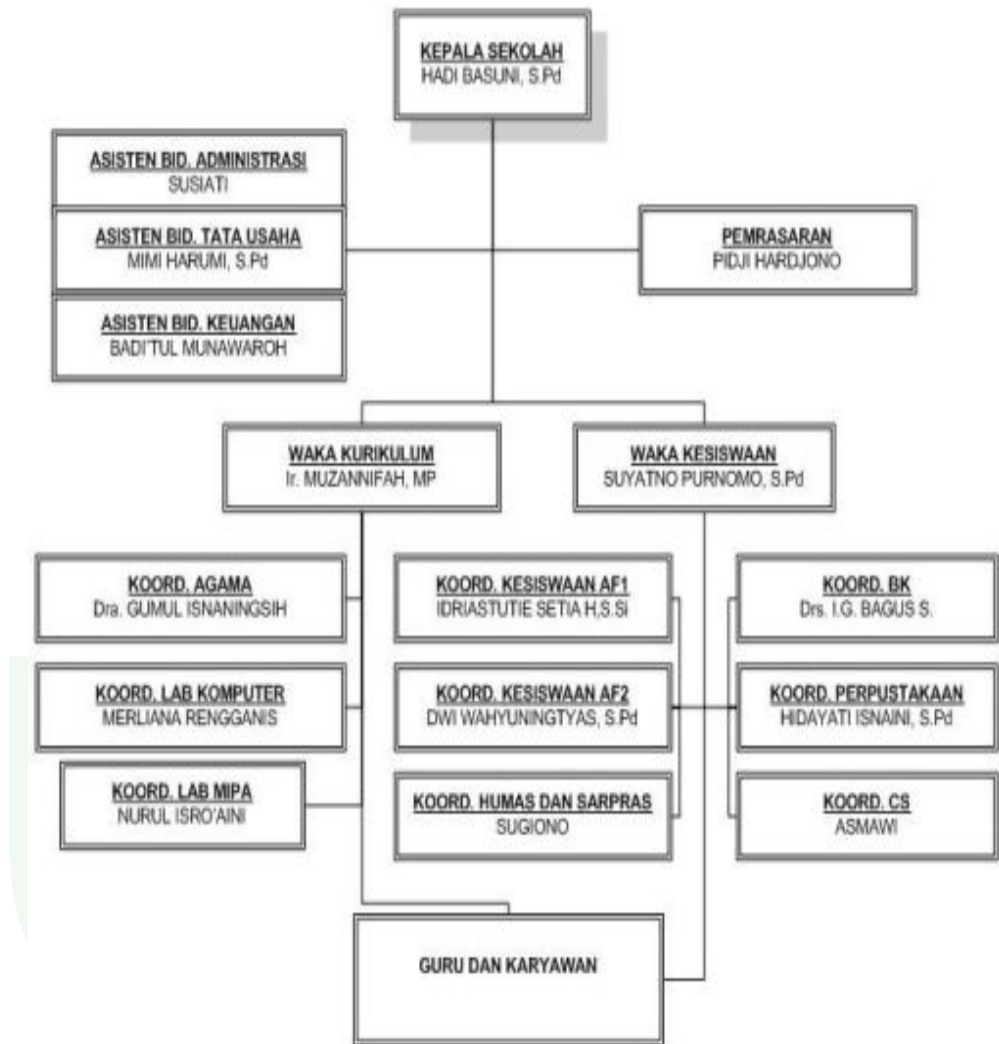 KEPALA SEKOLAH
HADI BASUNI, S.Pd
ASISTEN BID. ADMINISTRASI
SUSIATI
ASISTEN BID. TATA USAHA
MIMI HARUMI, S.Pd
PEMRASARAN
PIDJI HARDJONO
ASISTEN BID. KEUANGAN
BADI'TUL MUNAWAROH
WAKA KURIKULUM
Ir. MUZANNIFAH, MP
WAKA KESISWAAN
SUYATNO PURNOMO, S.Pd
KOORD. AGAMA
Dra. GUMUL ISNANINGSIH
KOORD. KESISWAAN AF1
IDRIASTUTIE SETIA H,S.Si
KOORD. BK
Drs. I.G. BAGUS S.
KOORD. LAB KOMPUTER
MERLIANA RENGGANIS
KOORD. KESISWAAN AF2
DWI WAHYUNINGTYAS, S.Pd
KOORD. PERPUSTAKAAN
HIDAYATI ISNAINI, S.Pd
KOORD. LAB MIPA
NURUL ISRO'AINI
KOORD. HUMAS DAN SARPRAS
SUGIONO
KOORD. CS
ASMAWI
GURU DAN KARYAWAN